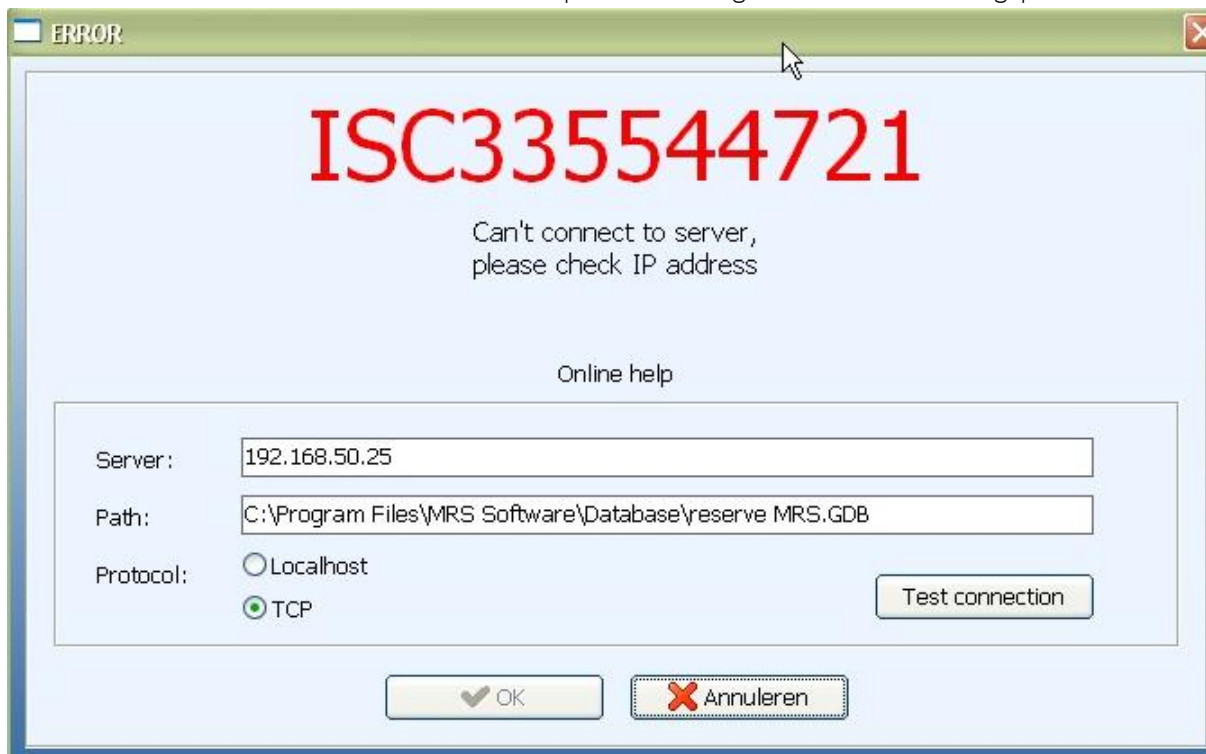 ERROR
ISC335544721
Can't connect to server,
please check IP address
Online help
Server: 192.168.50.25
Path: C:\Program Files\MRS Software\Database\reserve MRS.GDB
Protocol: Localhost
TCP
Test connection
OK
Annuleren